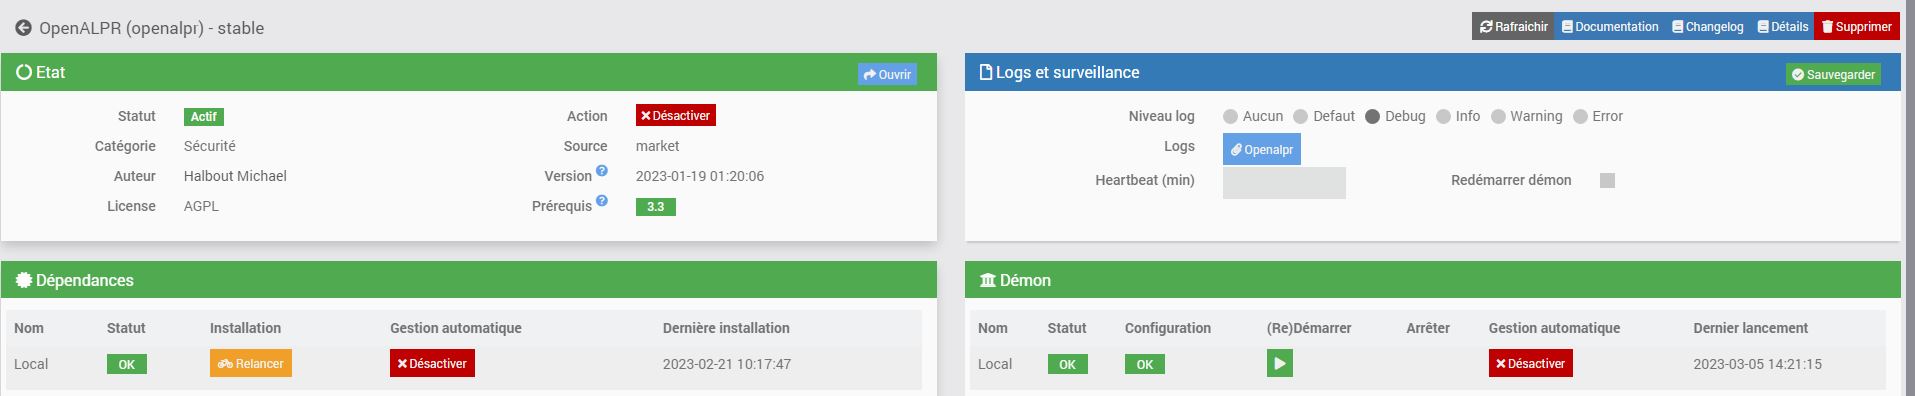 OpenALPR (openalpr) - stable
Rafraichir Documentation Changelog Détails Supprimer
Etat
Ouvrir
Statut Actif Action Désactiver
Catégorie Sécurité Source market
Auteur Halbout Michael Version ? 2023-01-19 01:20:06
License AGPL Prérequis ? 3.3
Logs et surveillance
Sauvegarder
Niveau log Aucun Defaut Debug Info Warning Error
Logs Openalpr
Heartbeat (min) Redémarrer démon
Dépendances
Nom Statut Installation Gestion automatique Dernière installation
Local OK Relancer Désactiver 2023-02-21 10:17:47
Démon
Nom Statut Configuration (Re)Démarrer Arrêter Gestion automatique Dernier lancement
Local OK OK Désactiver 2023-03-05 14:21:15